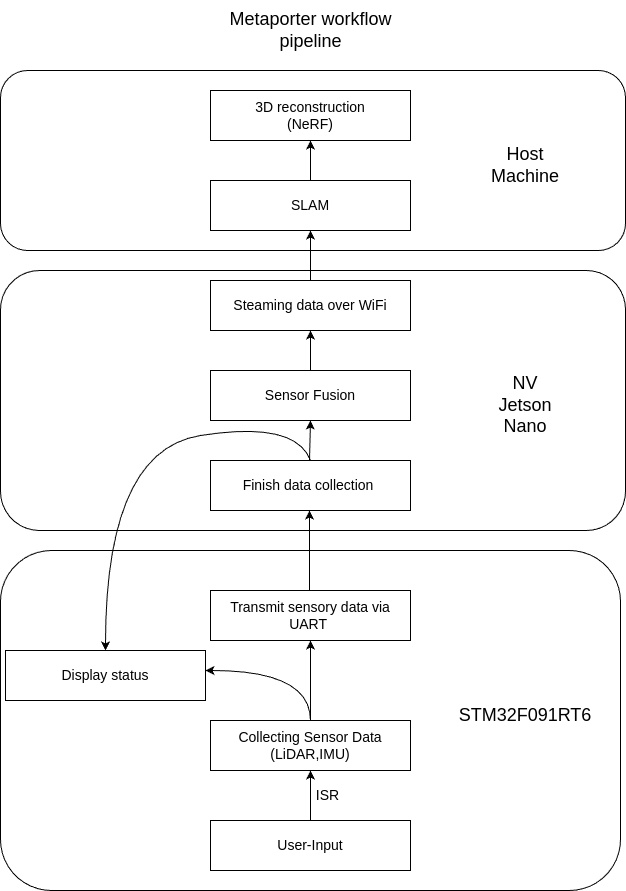 Metaporter workflow
pipeline
3D reconstruction
(NeRF)
Host
Machine
SLAM
Steaming data over WiFi
NV
Jetson
Nano
Sensor Fusion
Finish data collection
Transmit sensory data via
UART
Display status
STM32F091RT6
Collecting Sensor Data
(LiDAR,IMU)
ISR
User-Input